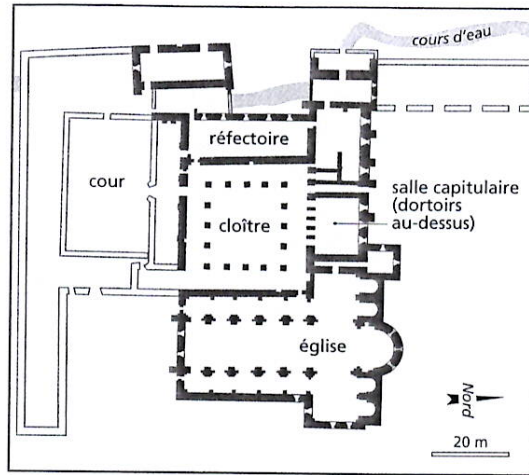 cours d'eau
réfectoire
cour
salle capitulaire
(dortoirs
au-dessus)
cloître
église
Nord
20 m